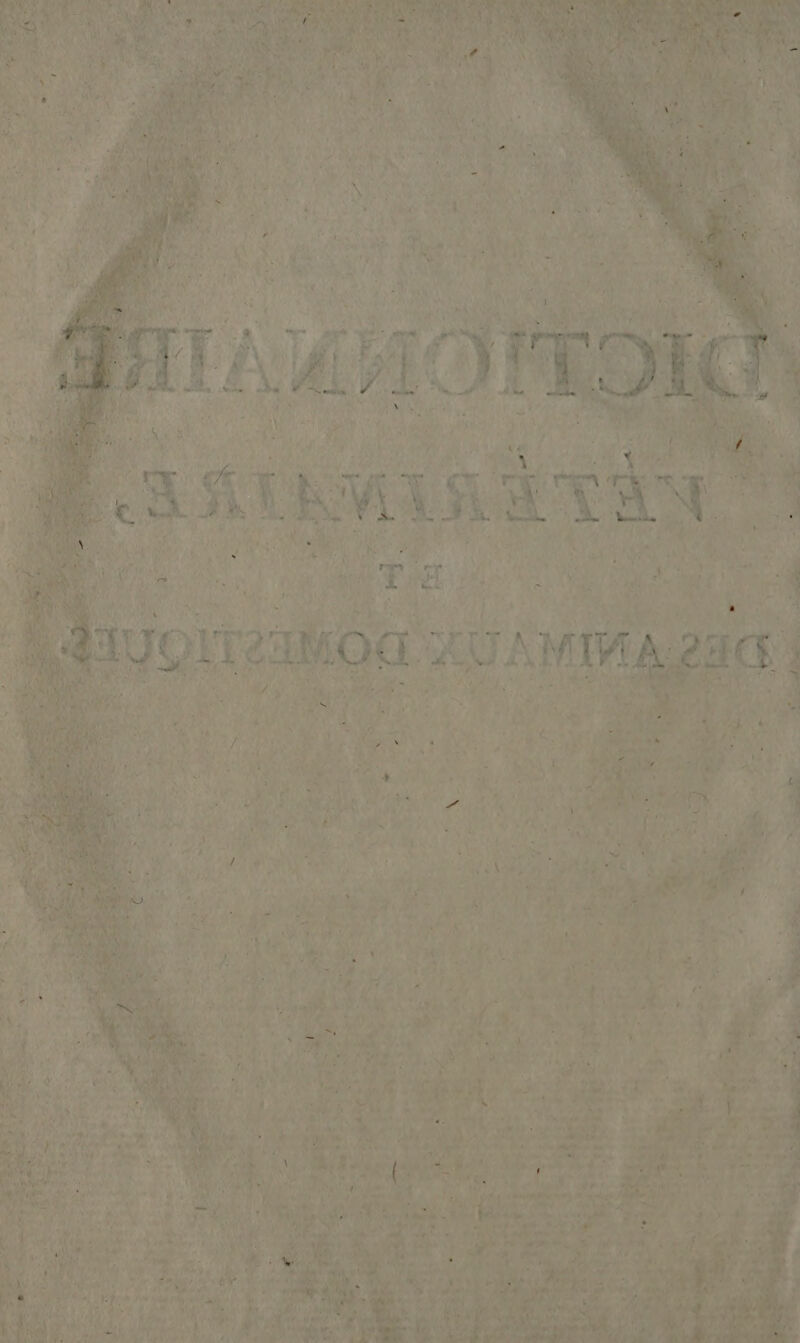 DICTIONNAIRE
VÉTÉRINAIRE,
ET
DES ANIMAUX DOMESTIQUES.